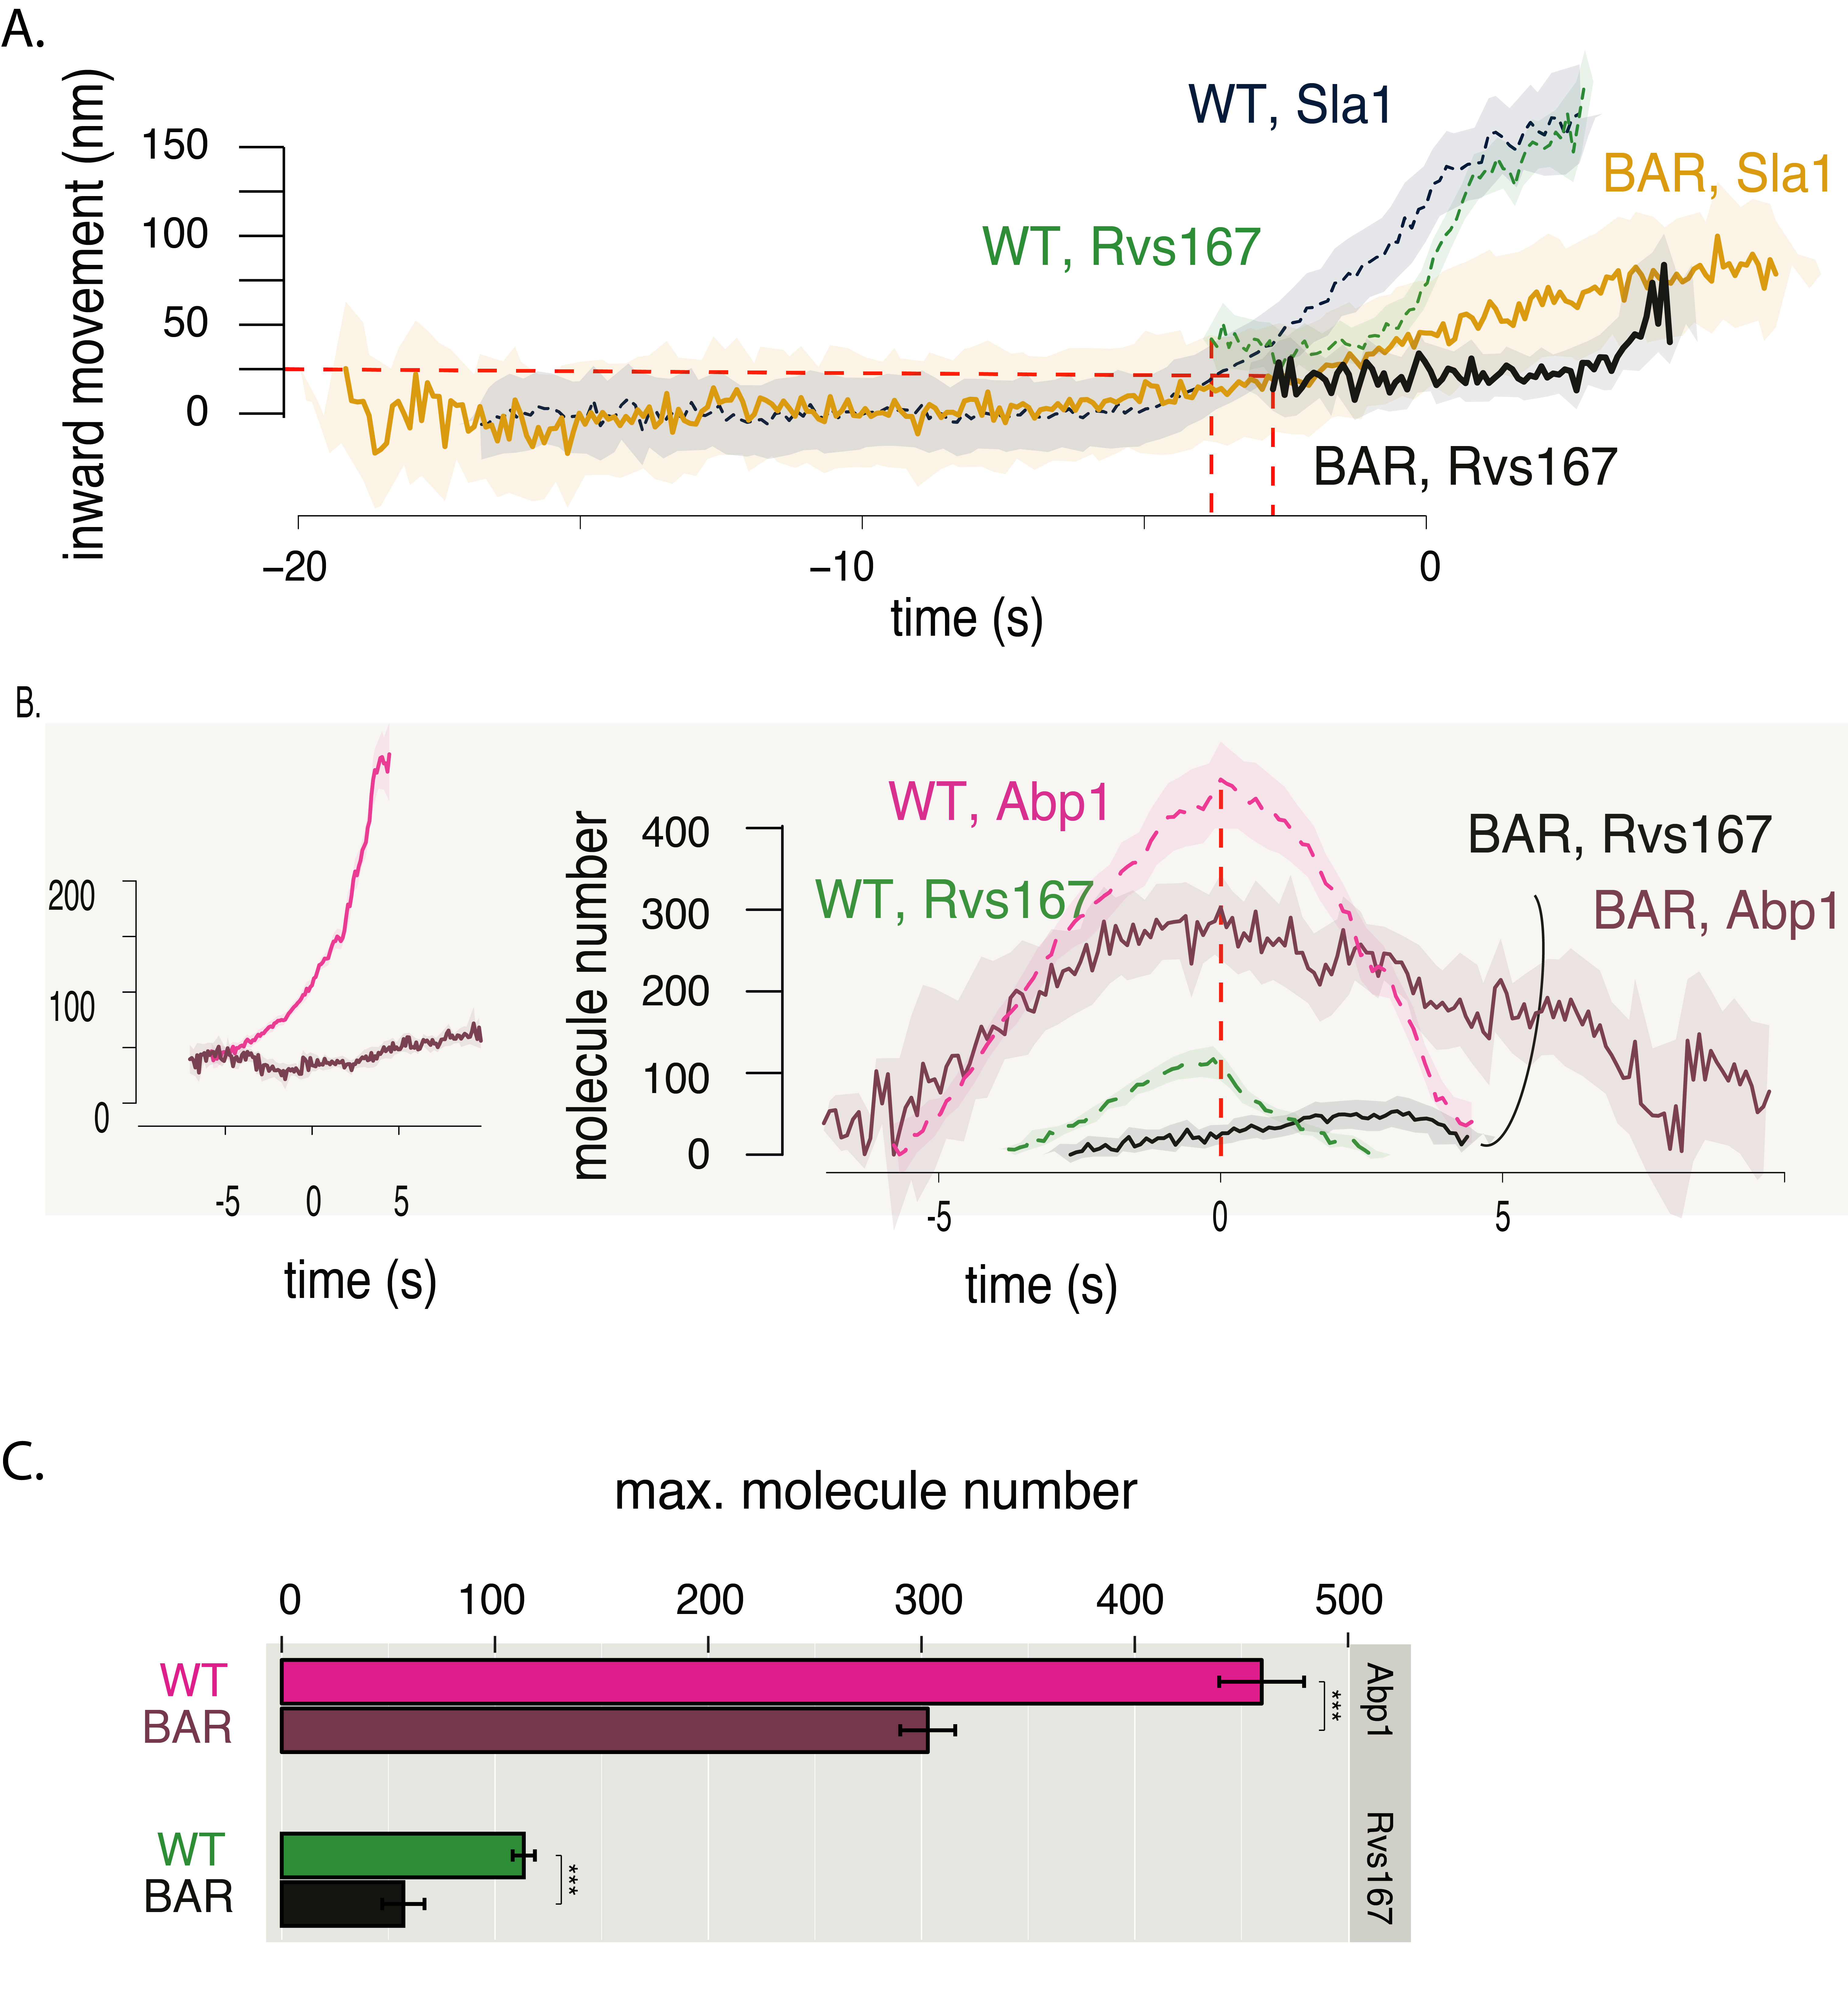 A.
inward movement (nm)
150
100
50
0
WT, Sla1
BAR, Sla1
WT, Rvs167
BAR, Rvs167
−20
−10
0
time (s)
B.
200
100
0
-5
0
5
time (s)
molecule number
400
300
200
100
0
WT, Abp1
WT, Rvs167
BAR, Rvs167
BAR, Abp1
-5
0
5
time (s)
C.
max. molecule number
0 100 200 300 400 500
WT
BAR
***
Abp1
WT
BAR
***
Rvs167